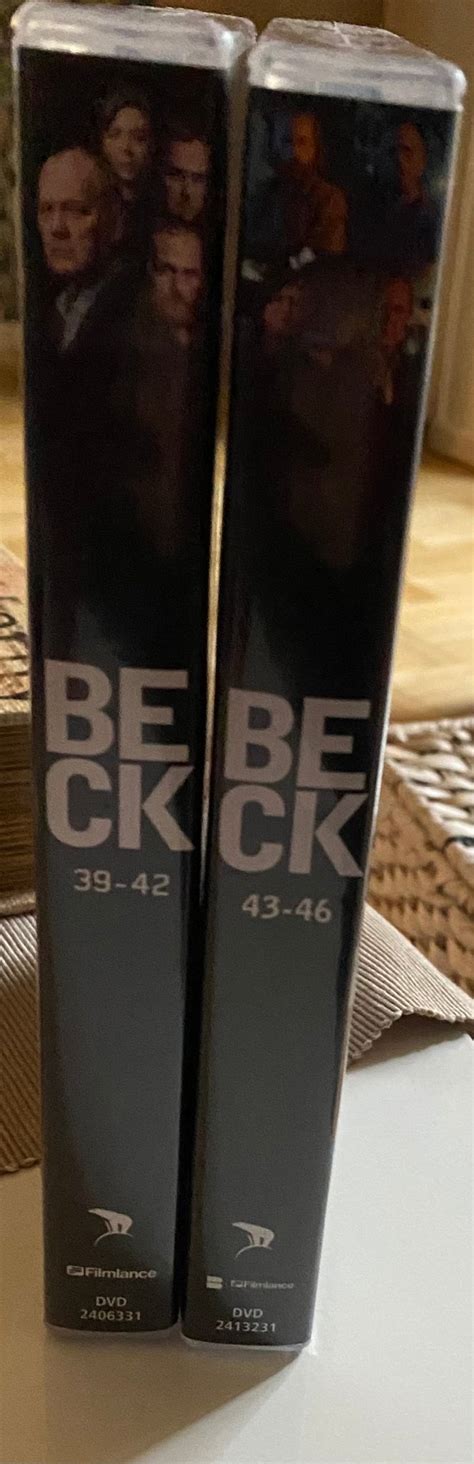 BE
CK
39-42
Filmlance
DVD
2406331
BE
CK
43-46
Filmlance
DVD
2413231